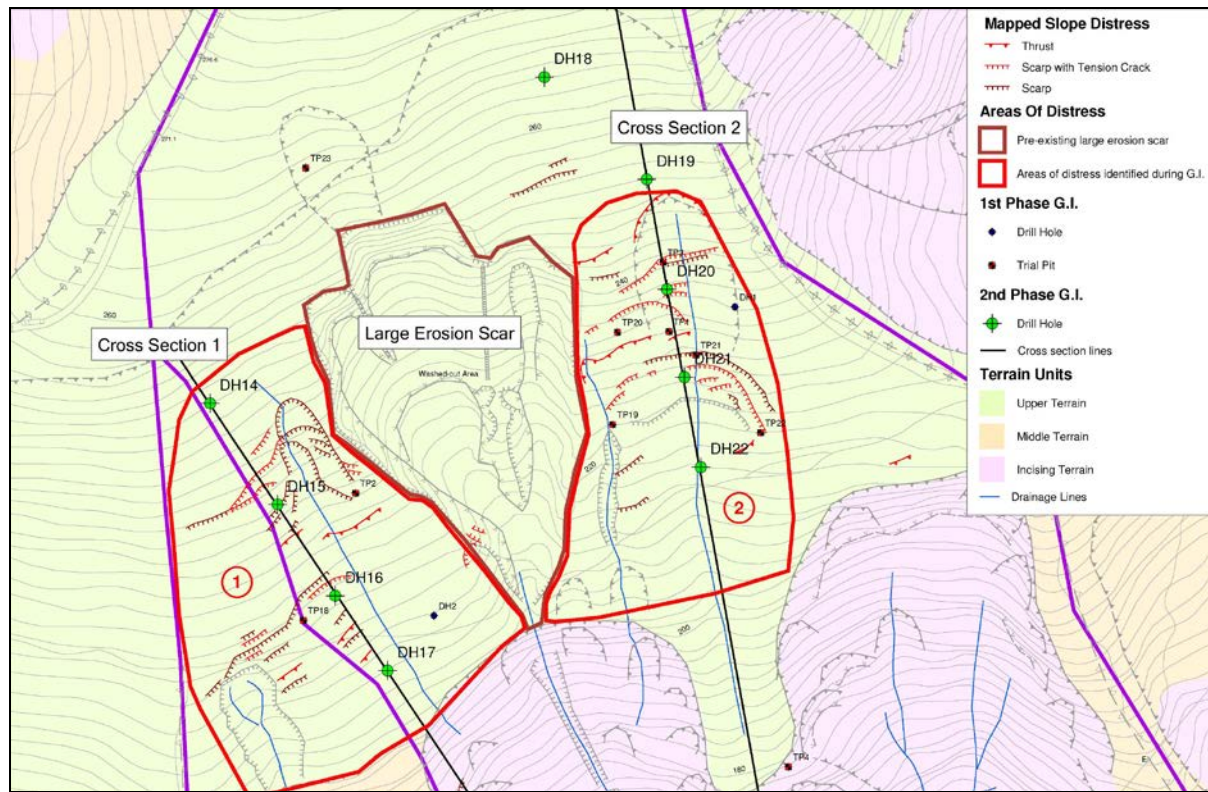 DH18
260
Cross Section 2
TP23
DH19
TP7
DH20
240
DH1
260
Cross Section 1
Large Erosion Scar
TP20
TP21
DH21
Washed-out Area
DH14
TP19
TP22
DH22
220
DH15
TP2
2
1
DH16
TP18
DH2
200
DH17
TP4
180
E
Mapped Slope Distress
Thrust
Scarp with Tension Crack
Scarp
Areas Of Distress
Pre-existing large erosion scar
Areas of distress identified during G.I.
1st Phase G.I.
Drill Hole
Trial Pit
2nd Phase G.I.
Drill Hole
Cross section lines
Terrain Units
Upper Terrain
Middle Terrain
Incising Terrain
Drainage Lines